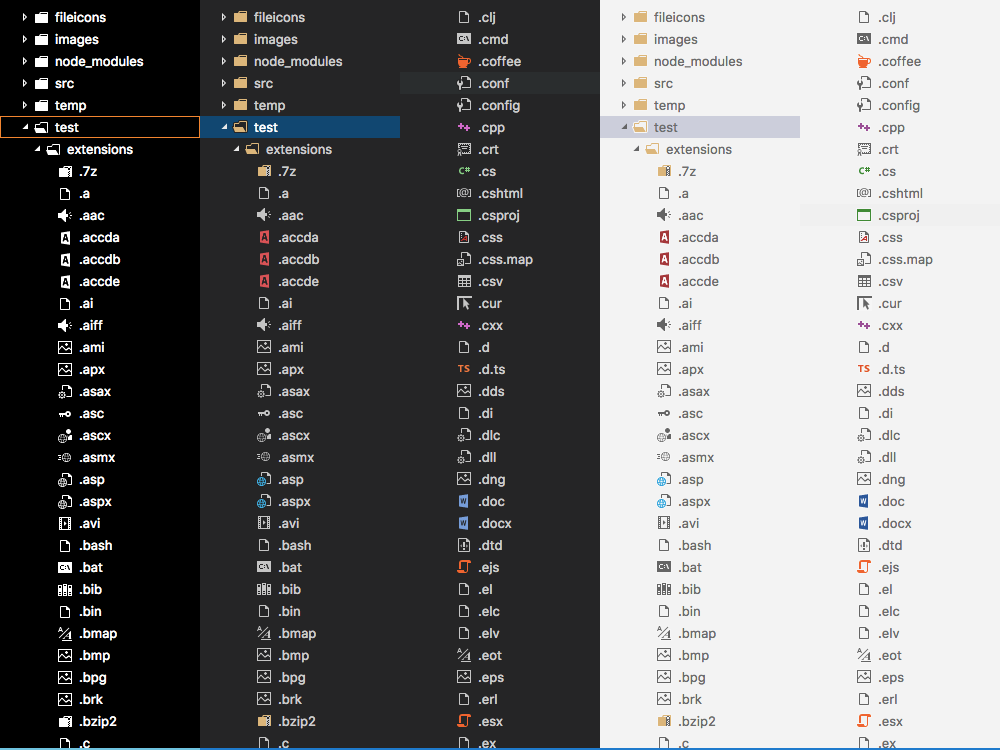 fileicons
images
node_modules
src
temp
test
extensions
.7z
.a
.aac
.accda
.accdb
.accde
.ai
.aiff
.ami
.apx
.asax
.asc
.ascx
.asmx
.asp
.aspx
.avi
.bash
.bat
.bib
.bin
.bmap
.bmp
.bpg
.brk
.bzip2
.c
fileicons
images
node_modules
src
temp
test
extensions
.7z
.a
.aac
.accda
.accdb
.accde
.ai
.aiff
.ami
.apx
.asax
.asc
.ascx
.asmx
.asp
.aspx
.avi
.bash
.bat
.bib
.bin
.bmap
.bmp
.bpg
.brk
.bzip2
.c
.clj
.cmd
.coffee
.conf
.config
.cpp
.crt
.cs
.cshtml
.csproj
.css
.css.map
.csv
.cur
.cxx
.d
.d.ts
.dds
.di
.dlc
.dll
.dng
.doc
.docx
.dtd
.ejs
.el
.elc
.elv
.eot
.eps
.erl
.esx
.ex
fileicons
images
node_modules
src
temp
test
extensions
.7z
.a
.aac
.accda
.accdb
.accde
.ai
.aiff
.ami
.apx
.asax
.asc
.ascx
.asmx
.asp
.aspx
.avi
.bash
.bat
.bib
.bin
.bmap
.bmp
.bpg
.brk
.bzip2
.c
.clj
.cmd
.coffee
.conf
.config
.cpp
.crt
.cs
.cshtml
.csproj
.css
.css.map
.csv
.cur
.cxx
.d
.d.ts
.dds
.di
.dlc
.dll
.dng
.doc
.docx
.dtd
.ejs
.el
.elc
.elv
.eot
.eps
.erl
.esx
.ex